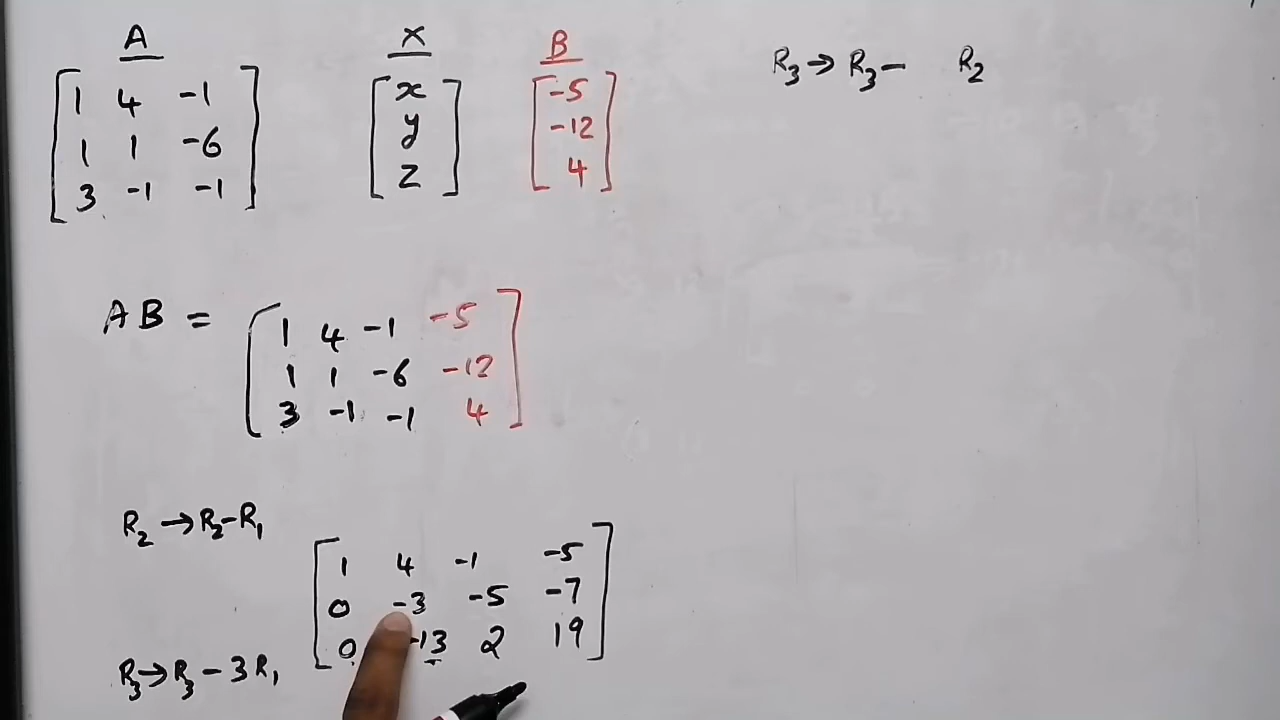 A X B
[1 4 -1] [x] [-5] R₃→R₃- R₂
[1 1 -6] [y] [-12]
[3 -1 -1] [z] [4]
AB = [1 4 -1 -5]
[1 1 -6 -12]
[3 -1 -1 4]
R₂→R₂-R₁
[1 4 -1 -5]
[0 -3 -5 -7]
[0 -13 2 19]
R₃→R₃-3R₁